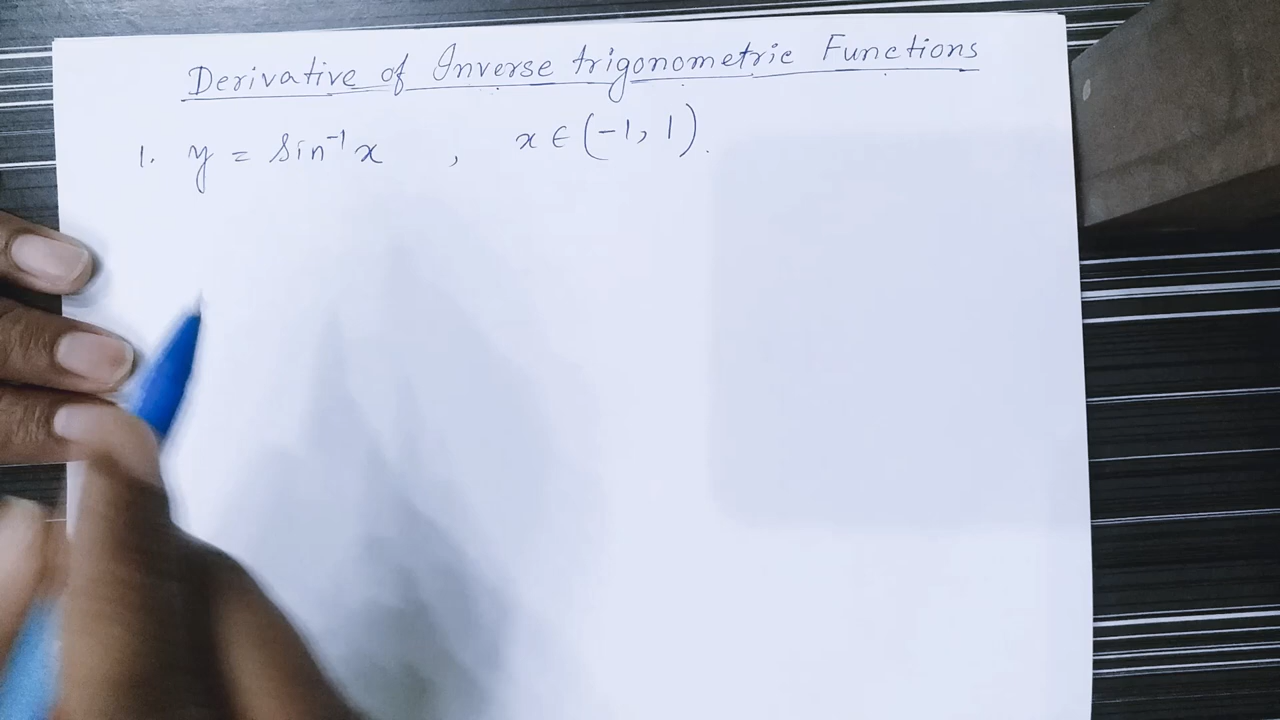 Derivative of Inverse trigonometric Functions
1. y = Sin⁻¹x , x ∈ (-1, 1).